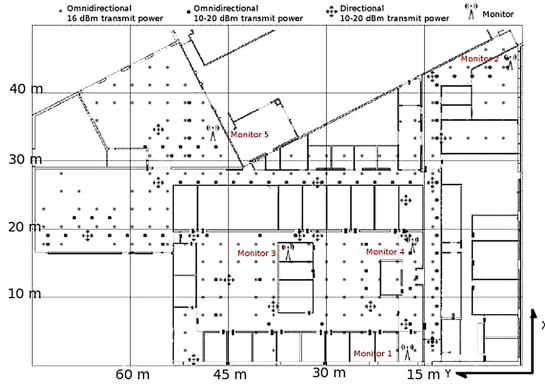 Omnidirectional
16 dBm transmit power
Omnidirectional
10-20 dBm transmit power
Directional
10-20 dBm transmit power
Monitor
40 m
Monitor 2
Monitor 5
30 m
20 m
Monitor 3
Monitor 4
10 m
Monitor 1
60 m
45 m
30 m
15 m
Y
X